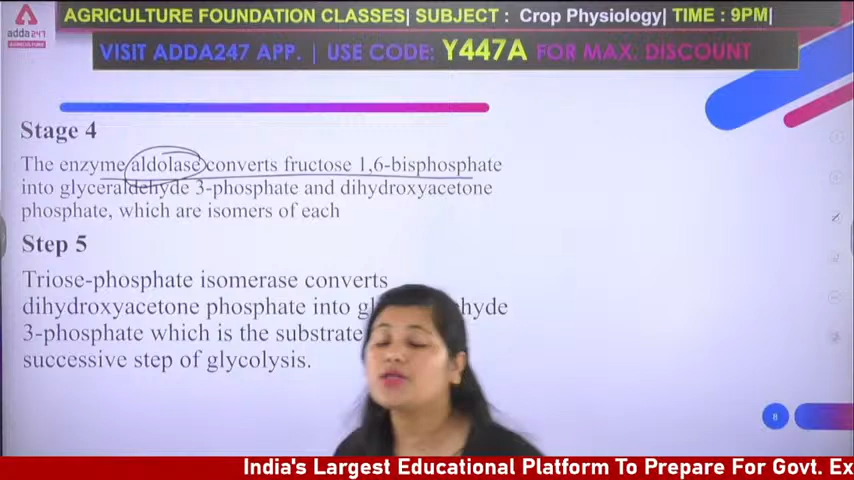 AGRICULTURE FOUNDATION CLASSES| SUBJECT : Crop Physiology| TIME : 9PM|
adda247
AGRICULTURE
VISIT ADDA247 APP. | USE CODE: Y447A FOR MAX. DISCOUNT
Stage 4
The enzyme aldolase converts fructose 1,6-bisphosphate
into glyceraldehyde 3-phosphate and dihydroxyacetone
phosphate, which are isomers of each
Step 5
Triose-phosphate isomerase converts
dihydroxyacetone phosphate into gl hyde
3-phosphate which is the substrate
successive step of glycolysis.
8
India's Largest Educational Platform To Prepare For Govt. Ex